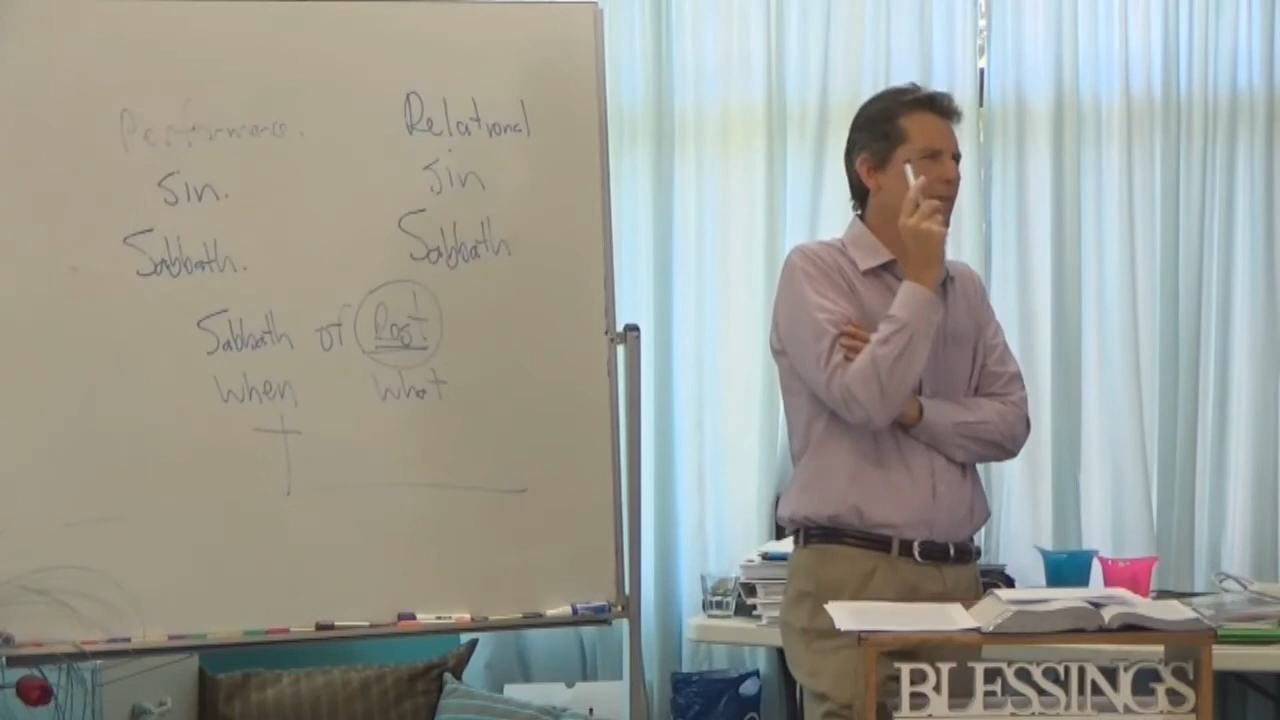 Performance. Relational
Sin. Sin
Sabbath. Sabbath
Sabbath of Rest
When What
BLESSINGS